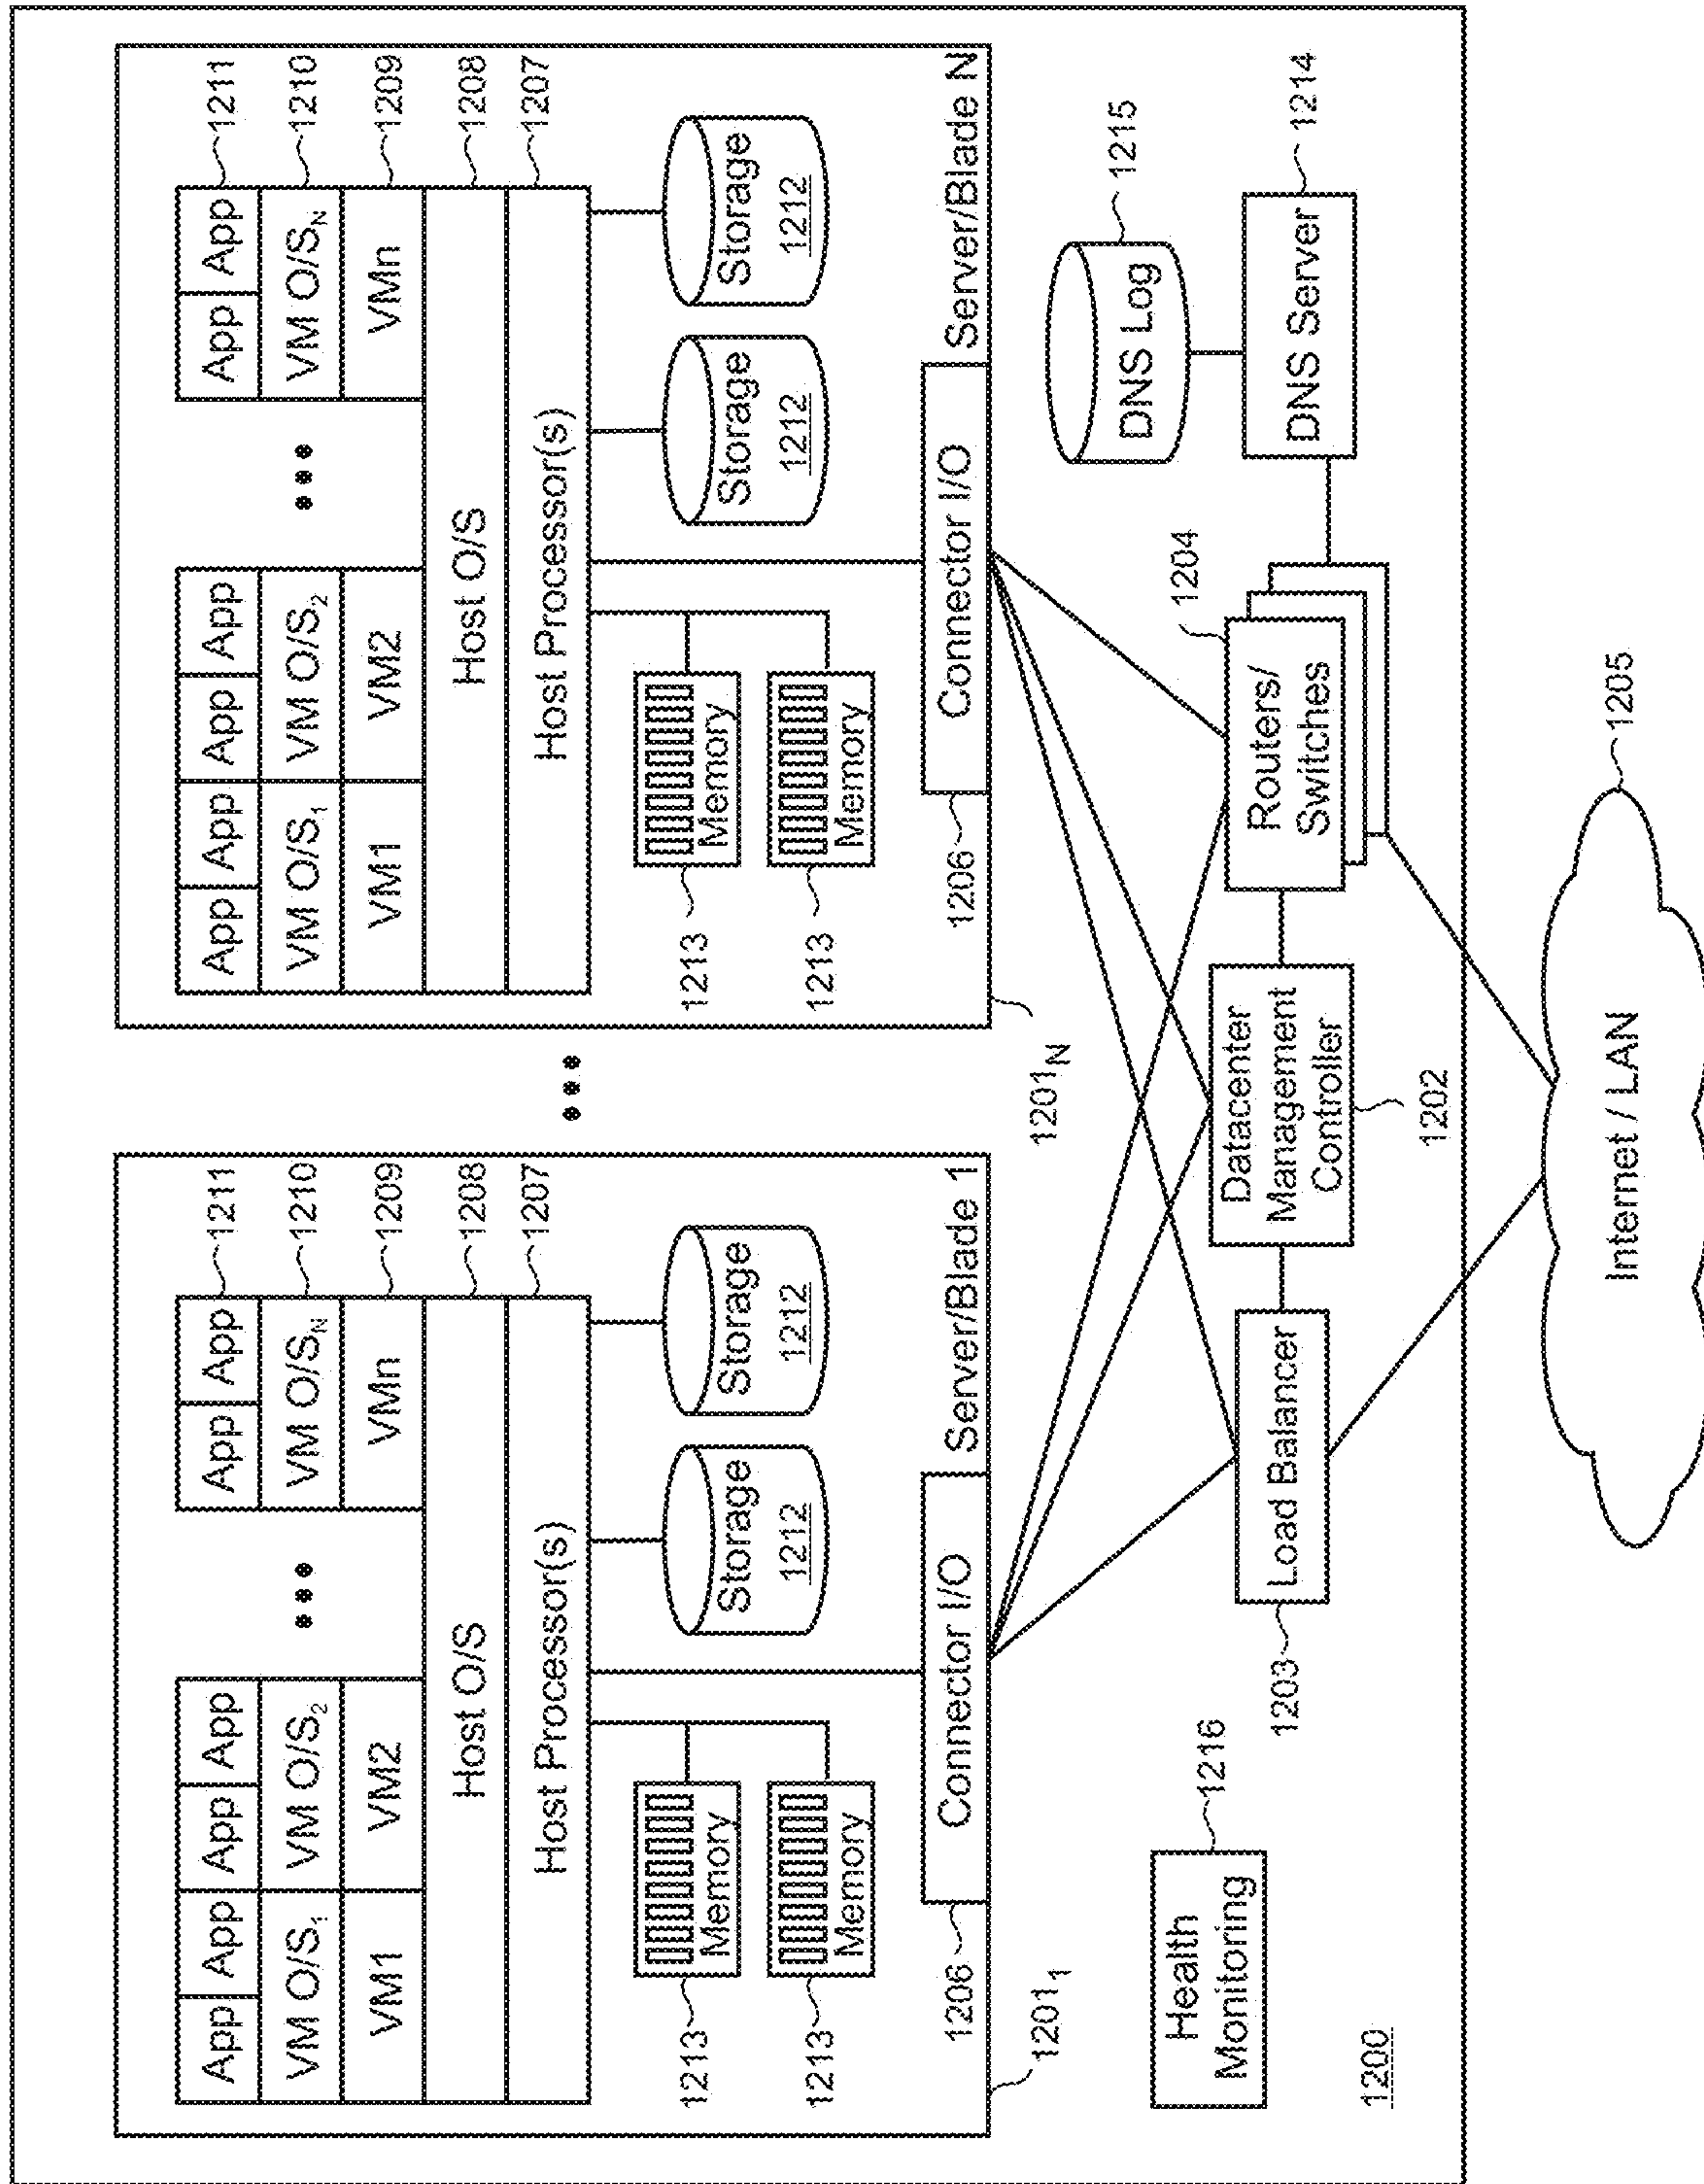 App App App App App App 1211
VM O/S₁ VM O/S₂ ••• VM O/S_N 1210
VM1 VM2 VMn 1209
Host O/S 1208
Host Processor(s) 1207
1213 Memory
1213 Memory
Storage
1212
Storage
1212
1206 Connector I/O Server/Blade 1
1201₁
•••
App App App App App App 1211
VM O/S₁ VM O/S₂ ••• VM O/S_N 1210
VM1 VM2 VMn 1209
Host O/S 1208
Host Processor(s) 1207
1213 Memory
1213 Memory
Storage
1212
Storage
1212
1206 Connector I/O Server/Blade N
1201_N
Health
Monitoring
1216
1203 Load Balancer
Datacenter
Management
Controller
1202
Routers/
Switches
1204
DNS Log
1215
DNS Server
1214
1200
Internet / LAN
1205